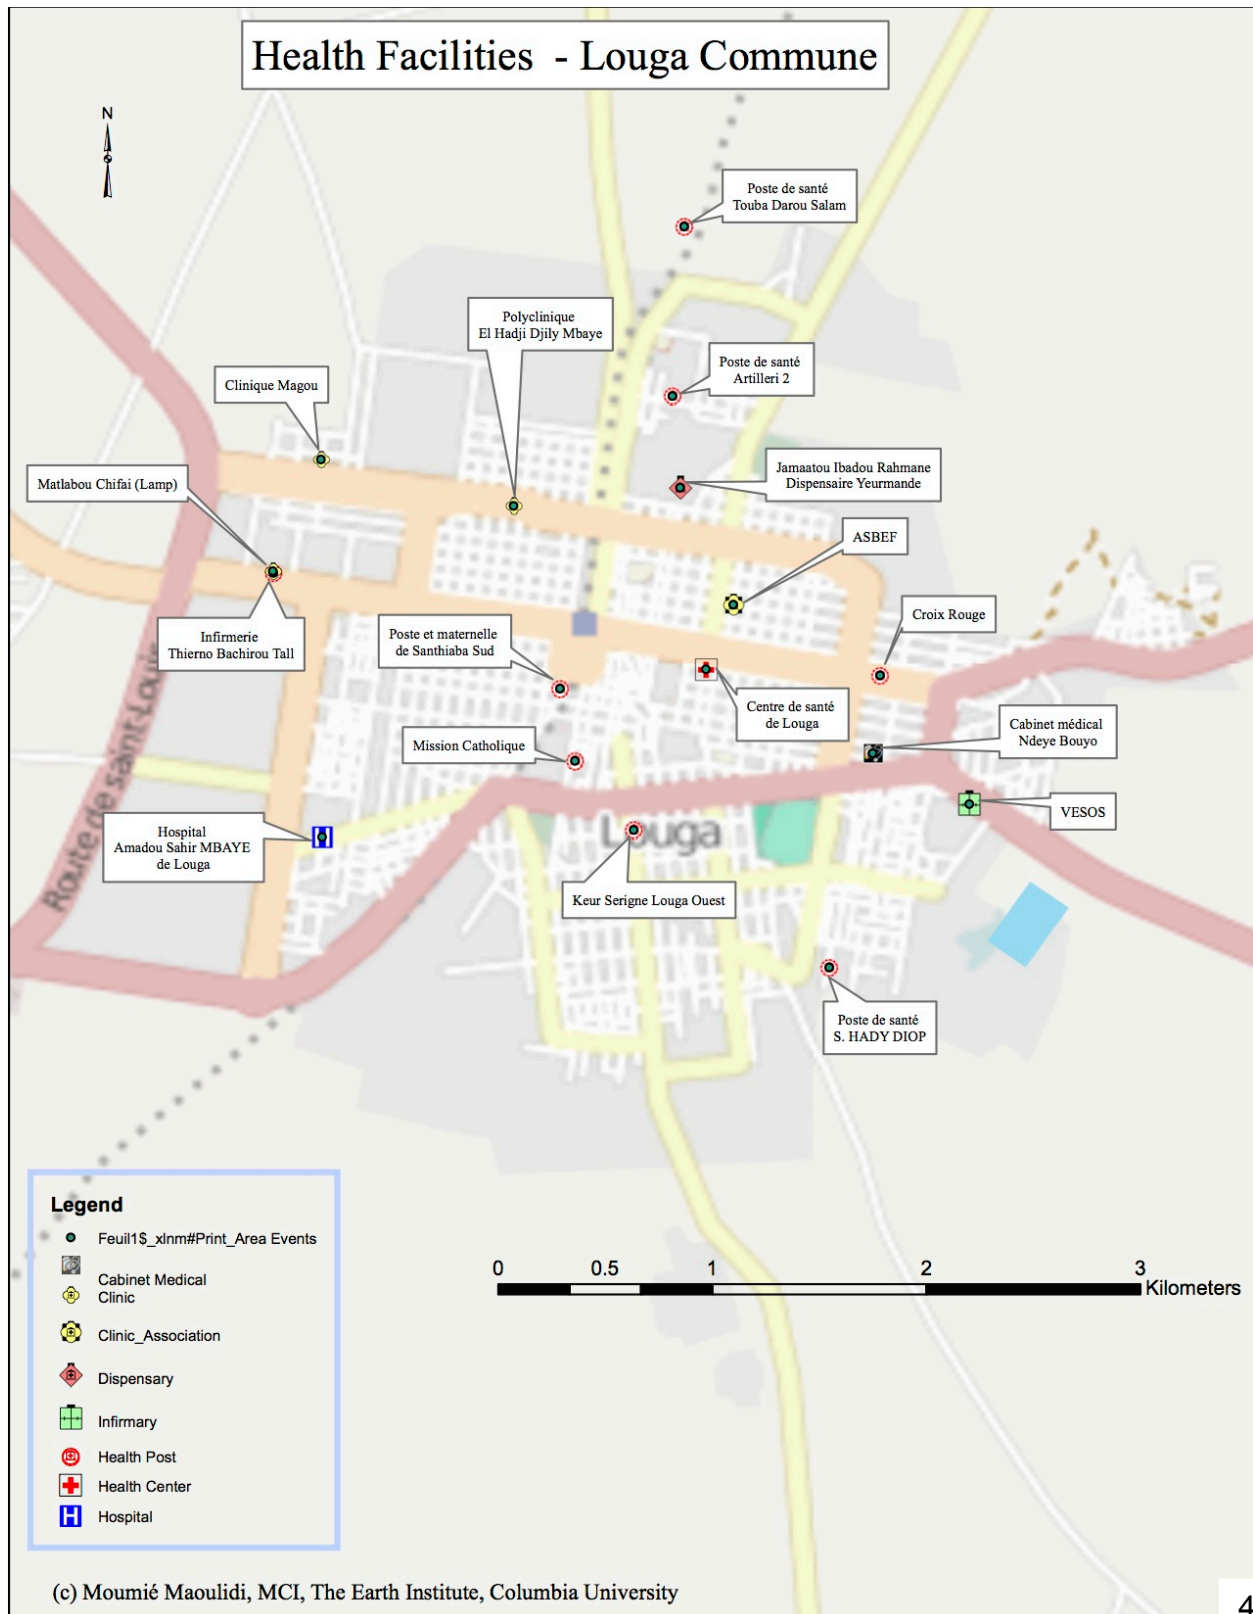 Health Facilities - Louga Commune
N
Poste de santé
Touba Darou Salam
Polyclinique
El Hadji Djily Mbaye
Poste de santé
Artilleri 2
Clinique Magou
Jamaatou Ibadou Rahmane
Dispensaire Yeurmande
Matlabou Chifai (Lamp)
ASBEF
Croix Rouge
Infirmerie
Thierno Bachirou Tall
Poste et maternelle
de Santhiaba Sud
Centre de santé
de Louga
Cabinet médical
Ndeye Bouyo
Mission Catholique
Route de saint-Louis
VESOS
Hospital
Amadou Sahir MBAYE
de Louga
Louga
Keur Serigne Louga Ouest
Poste de santé
S. HADY DIOP
Legend
Feuil1$_xlnm#Print_Area Events
Cabinet Medical
Clinic
Clinic_Association
Dispensary
Infirmary
Health Post
Health Center
H Hospital
0 0.5 1 2 3
Kilometers
(c) Moumié Maoulidi, MCI, The Earth Institute, Columbia University
4